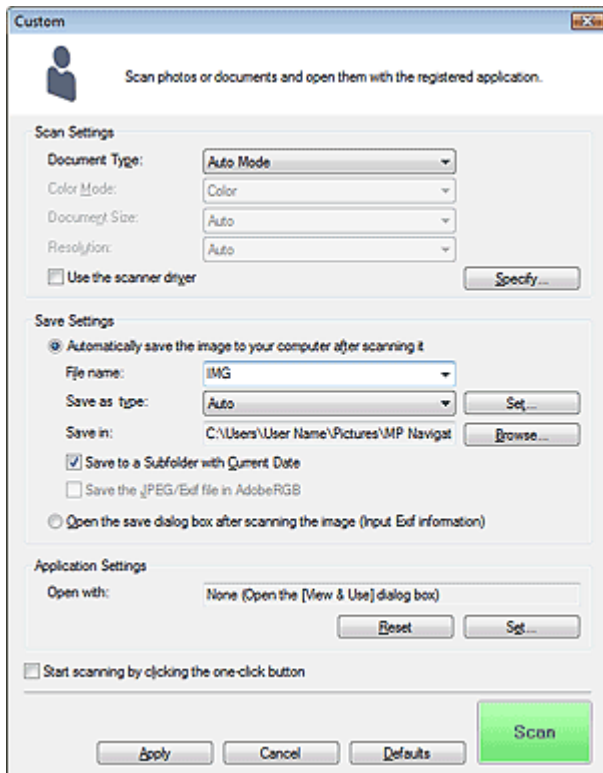 Custom
Scan photos or documents and open them with the registered application.
Scan Settings
Document Type: Auto Mode
Color Mode: Color
Document Size: Auto
Resolution: Auto
Use the scanner driver Specify...
Save Settings
Automatically save the image to your computer after scanning it
File name: IMG
Save as type: Auto Set...
Save in: C:\Users\User Name\Pictures\MP Navigat Browse...
Save to a Subfolder with Current Date
Save the JPEG/Exif file in AdobeRGB
Open the save dialog box after scanning the image (Input Exif information)
Application Settings
Open with: None (Open the [View & Use] dialog box)
Reset Set...
Start scanning by clicking the one-click button
Scan
Apply Cancel Defaults